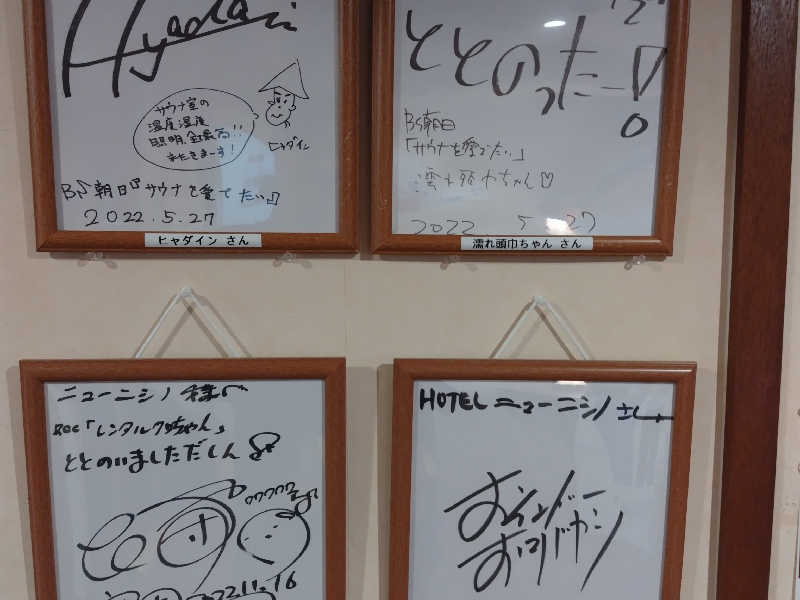 Hyadain
サウナ室の
温度湿度
照明、全最高!!
またきまーす!
ヒャダイン
BS朝日『サウナを愛でたい』
2022.5.27
ヒャダイン さん
ととのったー!
BS朝日
「サウナを愛でたい」
濡れ頭巾ちゃん♡
2022 5 27
濡れ頭巾ちゃん さん
ニューニシノ様
ととのいましただしん
2022.11.16
HOTEL ニューニシノさん